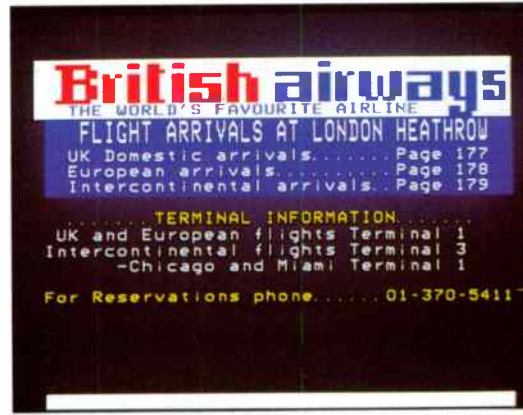 British airways
THE WORLD'S FAVOURITE AIRLINE
FLIGHT ARRIVALS AT LONDON HEATHROW
UK Domestic arrivals.......Page 177
European arrivals..........Page 178
Intercontinental arrivals..Page 179
.......TERMINAL INFORMATION.......
UK and European flights Terminal 1
Intercontinental flights Terminal 3
-Chicago and Miami Terminal 1
For Reservations phone......01-370-5411